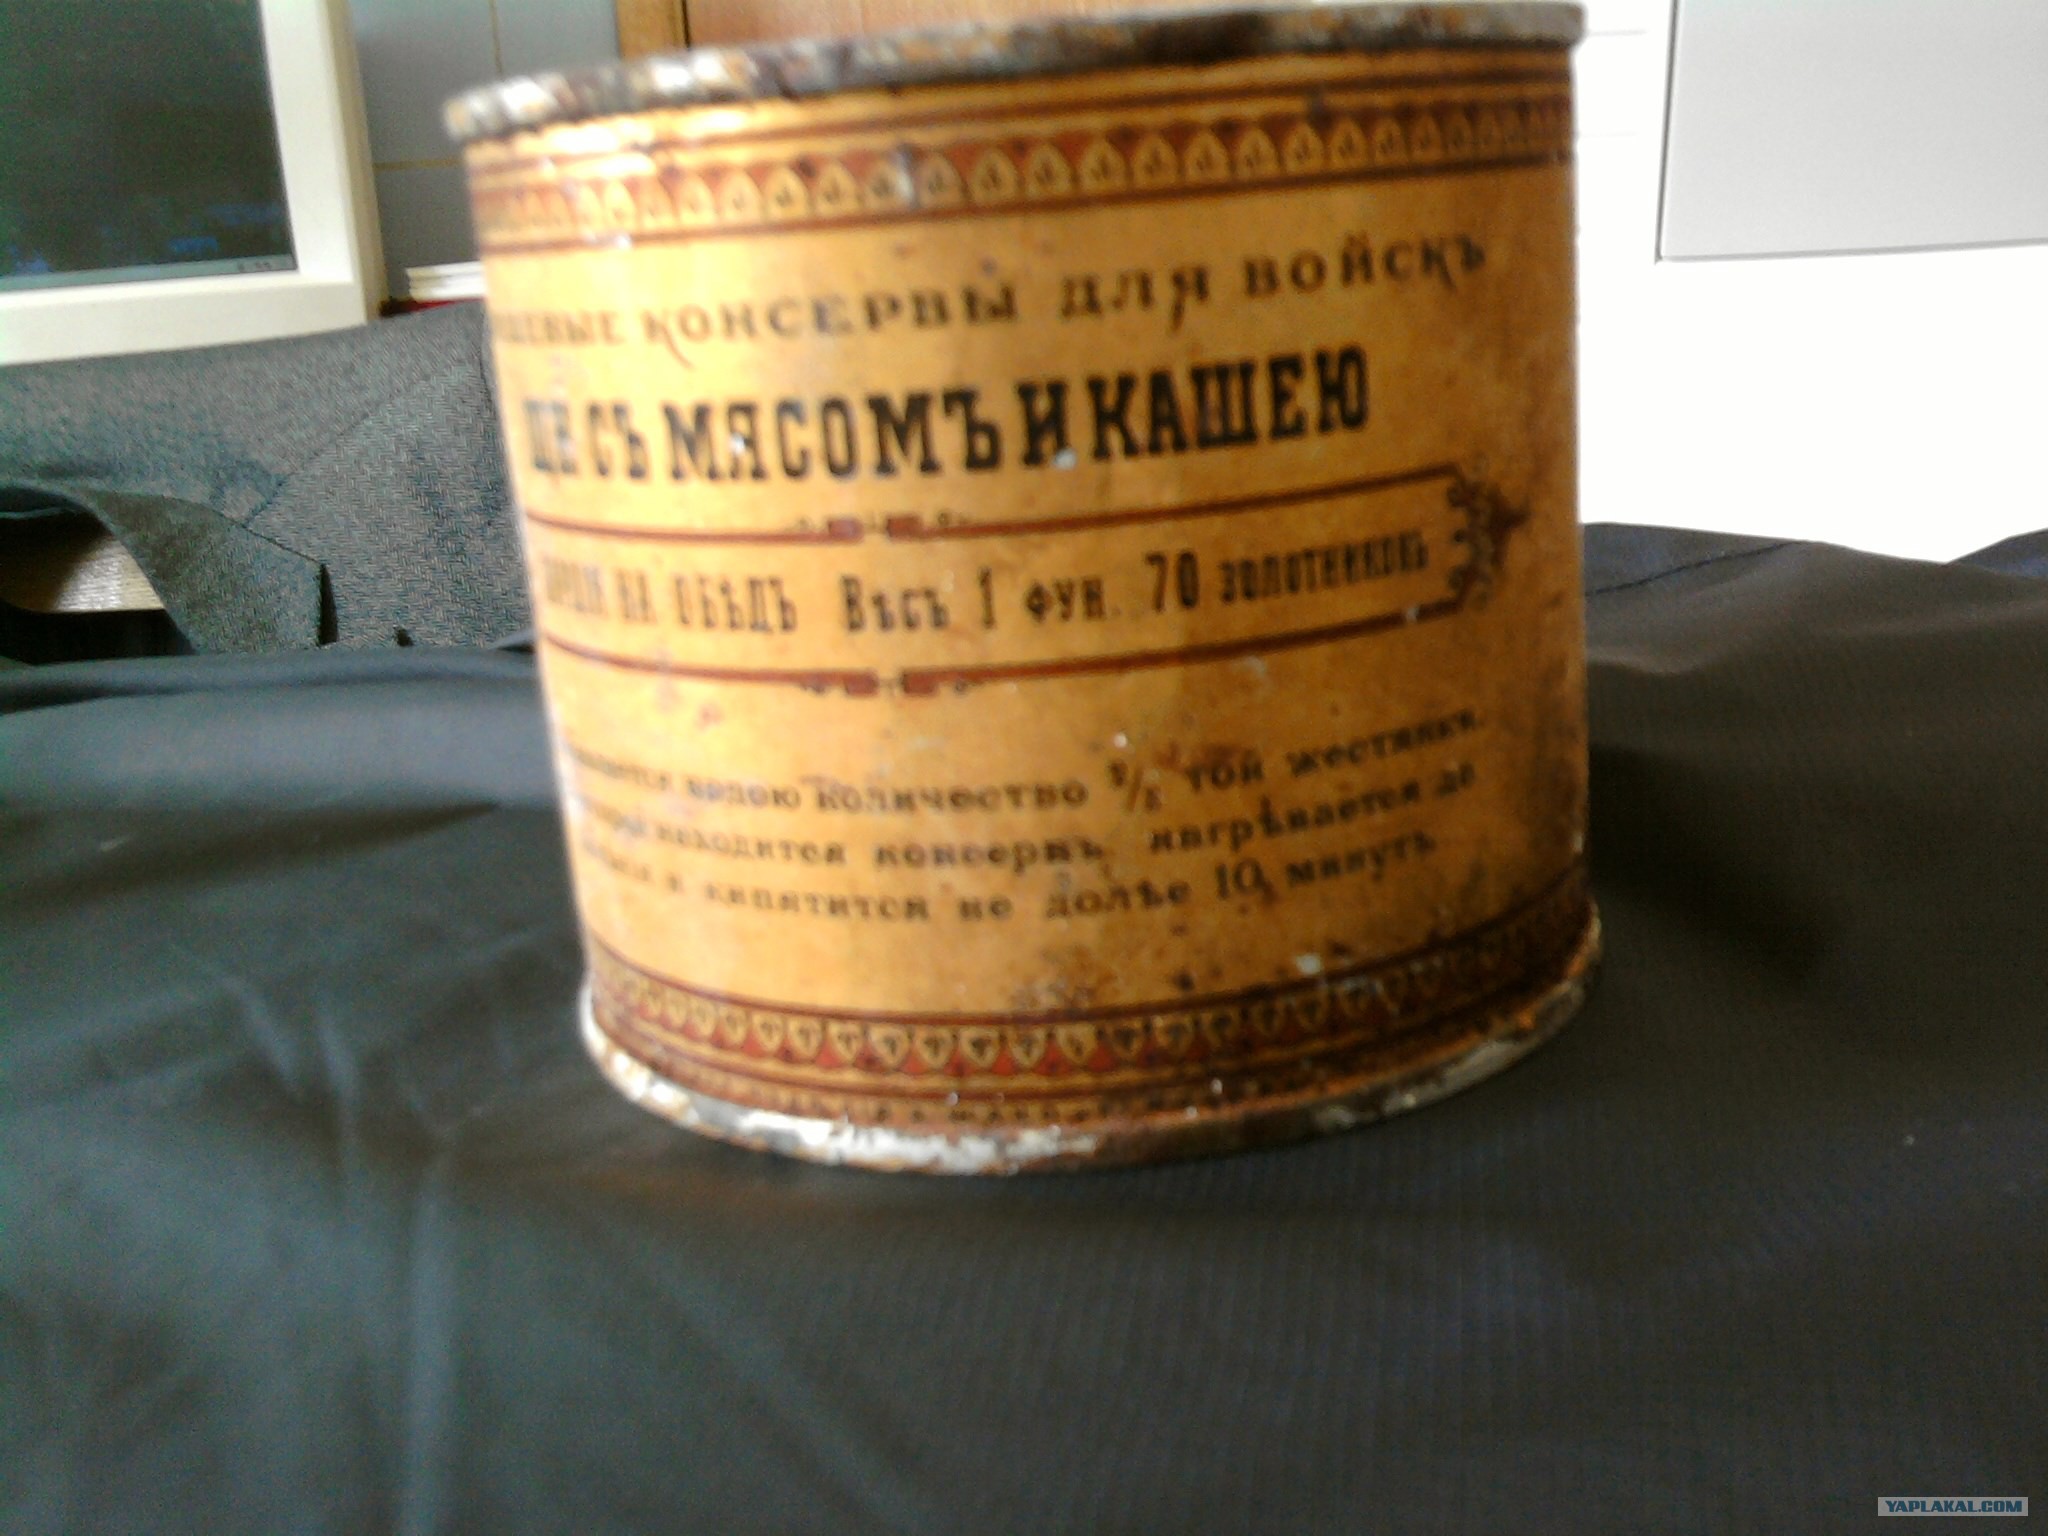 КОНСЕРВЫ ДЛЯ ВОЙСКЪ
СЪ МЯСОМЪ И КАШЕЮ
НА ОБѢДЪ ВѢСЪ 1 ФУН. 70 ЗОЛОТНИКОВЪ
количество той жестянки,
находится консервъ, нагрѣвается до
и кипятится не долѣе 10 минутъ
YAPLAKAL.COM